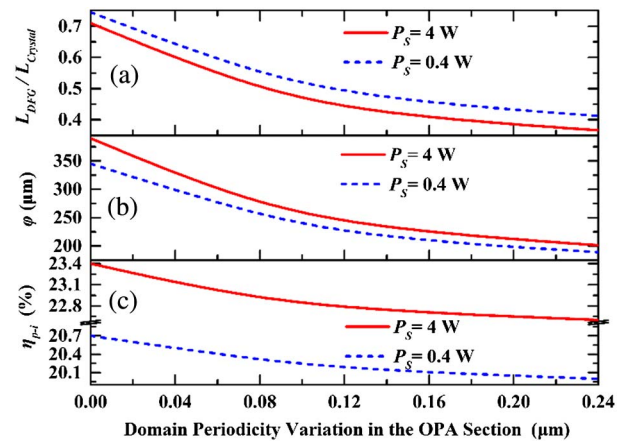 0.7
0.6
0.5
0.4
L_DFG / L_Crystal
(a)
P_S= 4 W
P_S= 0.4 W
350
300
250
200
φ (μm)
(b)
P_S= 4 W
P_S= 0.4 W
23.4
23.1
22.8
20.7
20.4
20.1
η_p-i (%)
(c)
P_S= 4 W
P_S= 0.4 W
0.00 0.04 0.08 0.12 0.16 0.20 0.24
Domain Periodicity Variation in the OPA Section (μm)